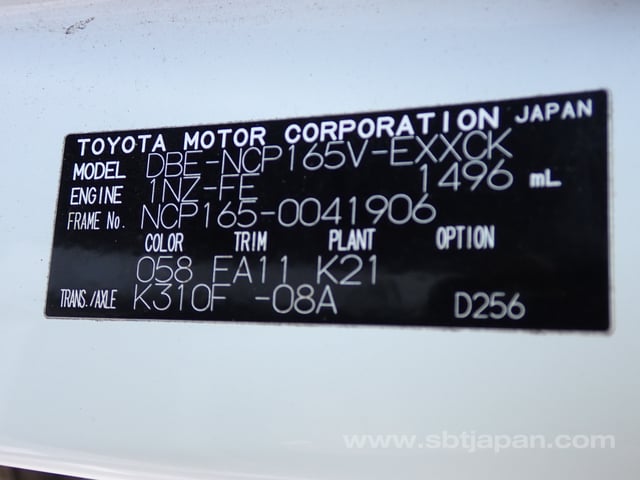 TOYOTA MOTOR CORPORATION JAPAN
MODEL DBE-NCP165V-EXXCK
ENGINE 1NZ-FE 1496 mL
FRAME No. NCP165-0041906
COLOR TRIM PLANT OPTION
058 FA11 K21
TRANS./AXLE K310F -08A D256
www.sbtjapan.com